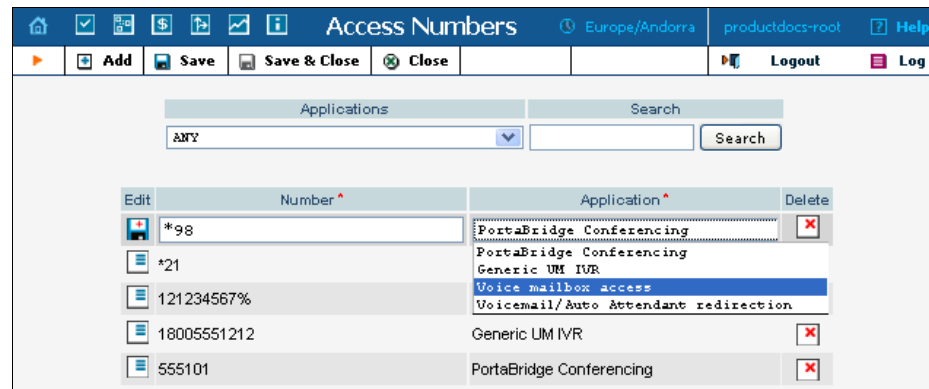 Access Numbers Europe/Andorra productdocs-root ? Help
Add Save Save & Close Close Logout Log
Applications Search
ANY Search
Edit Number * Application * Delete
*98 PortaBridge Conferencing
PortaBridge Conferencing
*21
Generic UM IVR
Voice mailbox access
121234567%
Voicemail/Auto Attendant redirection
18005551212 Generic UM IVR
555101 PortaBridge Conferencing